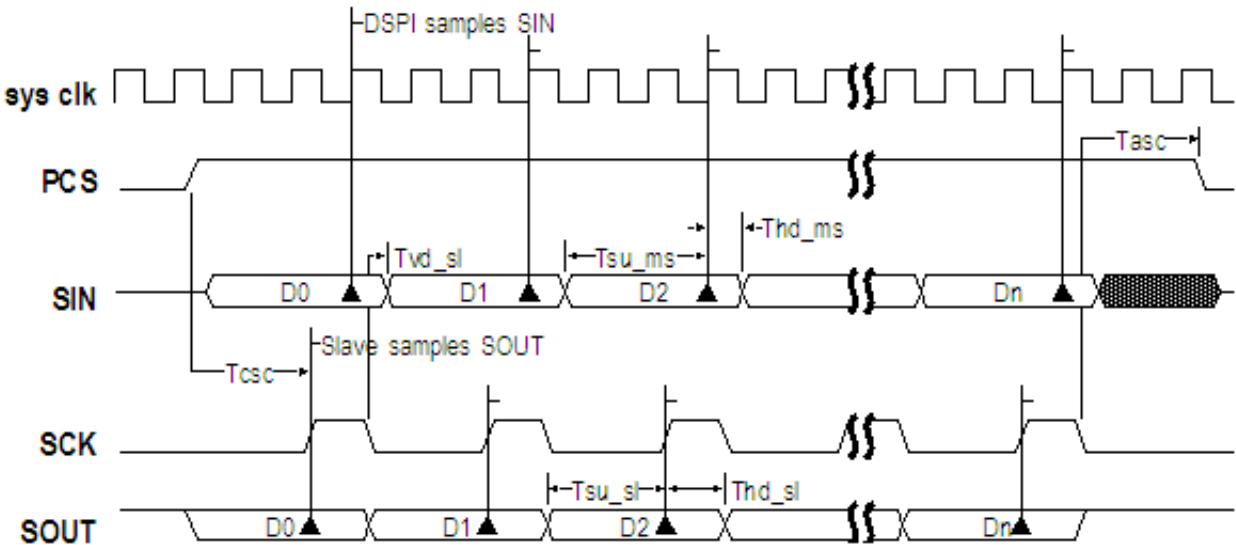 DSPI samples SIN
sys clk
Tasc
PCS
Thd_ms
Tvd_sl
Tsu_ms
SIN
D0
D1
D2
Dn
Slave samples SOUT
Tcsc
SCK
Tsu_sl
Thd_sl
SOUT
D0
D1
D2
Dn